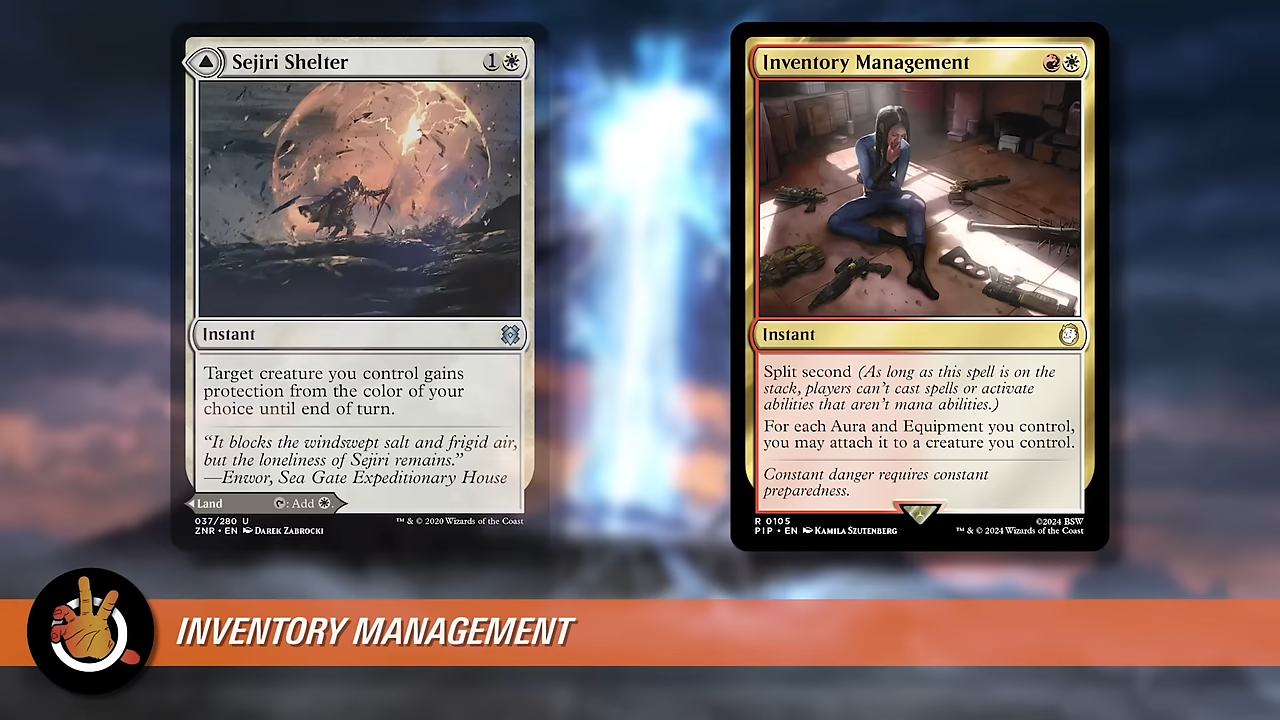 Sejiri Shelter
1
Instant
Target creature you control gains
protection from the color of your
choice until end of turn.
“It blocks the windswept salt and frigid air,
but the loneliness of Sejiri remains.”
—Enwor, Sea Gate Expeditionary House
Land : Add .
037/280 U
ZNR • EN DAREK ZABROCKI
™ & © 2020 Wizards of the Coast
Inventory Management
Instant
Split second (As long as this spell is on the
stack, players can’t cast spells or activate
abilities that aren’t mana abilities.)
For each Aura and Equipment you control,
you may attach it to a creature you control.
Constant danger requires constant
preparedness.
R 0105
PIP • EN KAMILA SZUTENBERG
©2024 BSW
™ & © 2024 Wizards of the Coast
INVENTORY MANAGEMENT